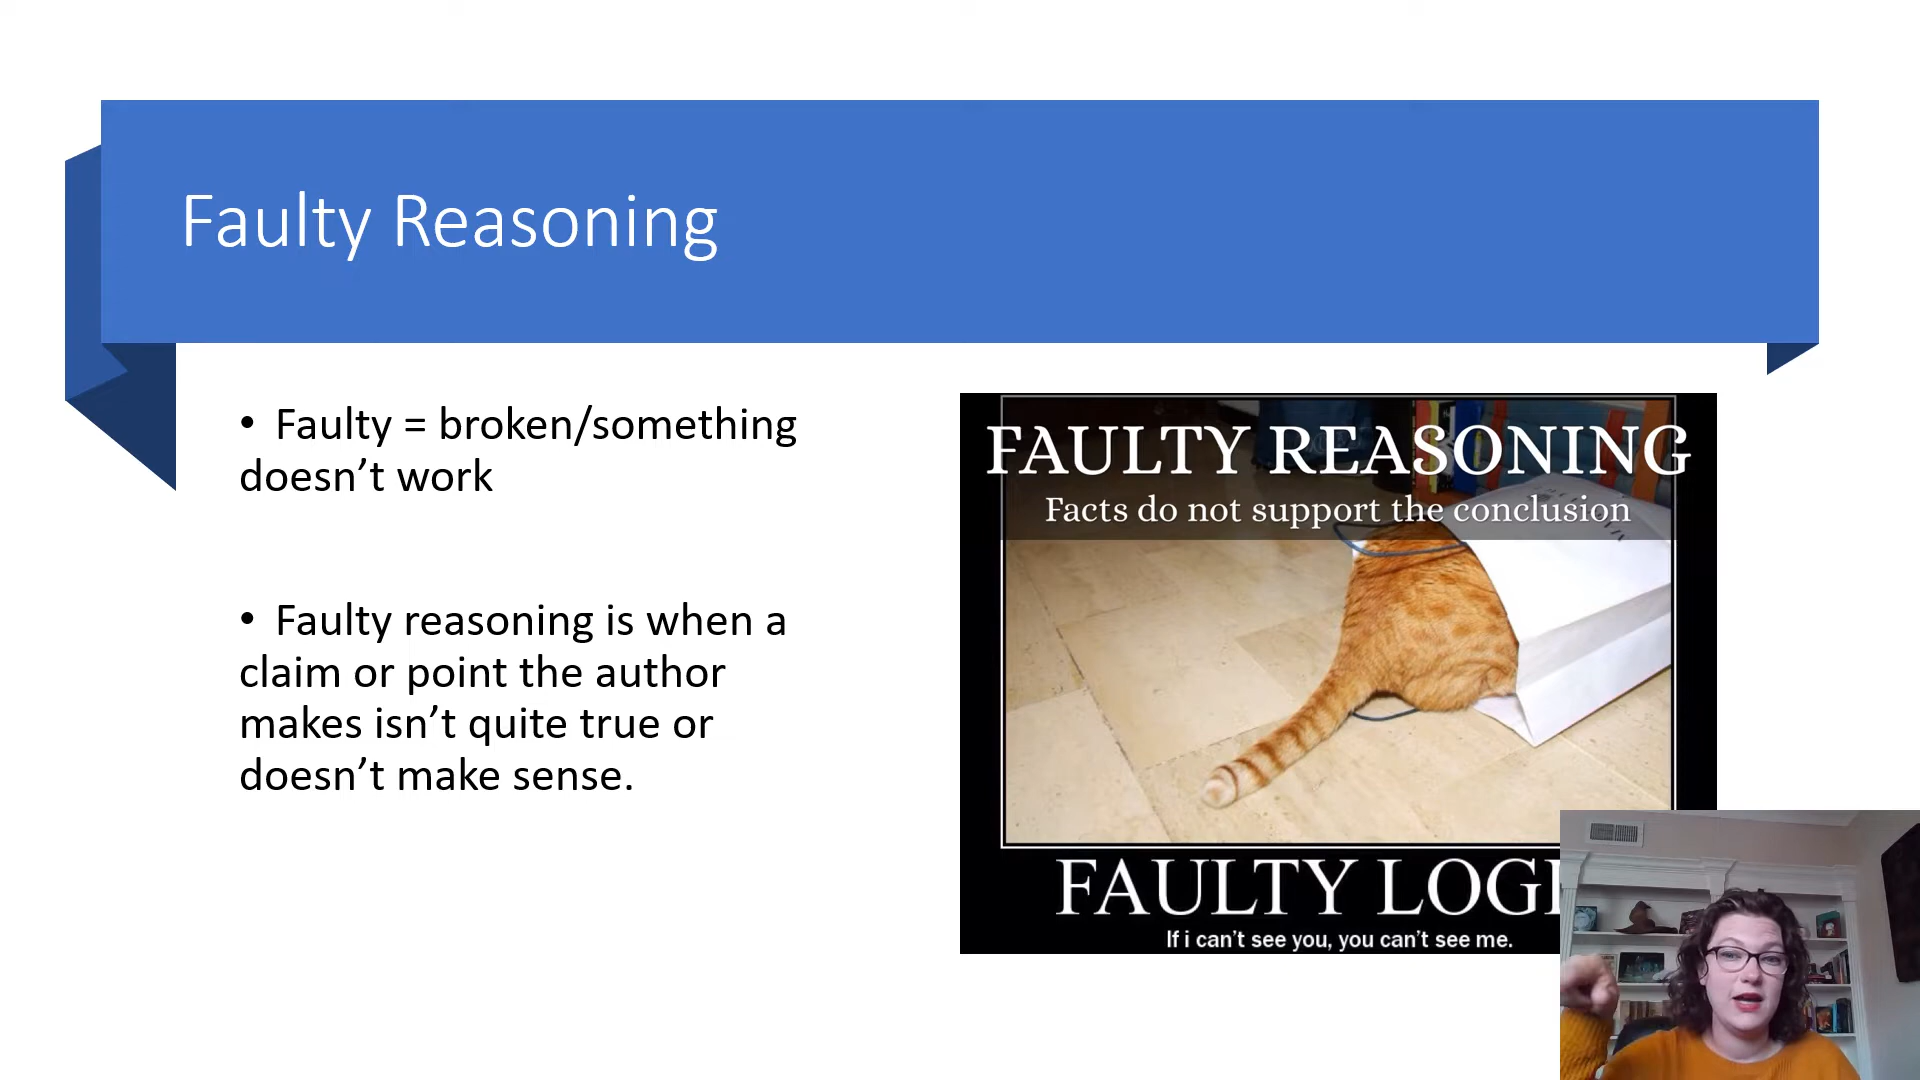 Faulty Reasoning
• Faulty = broken/something
doesn’t work
• Faulty reasoning is when a
claim or point the author
makes isn’t quite true or
doesn’t make sense.
FAULTY REASONING
Facts do not support the conclusion
FAULTY LOGI
If i can’t see you, you can’t see me.